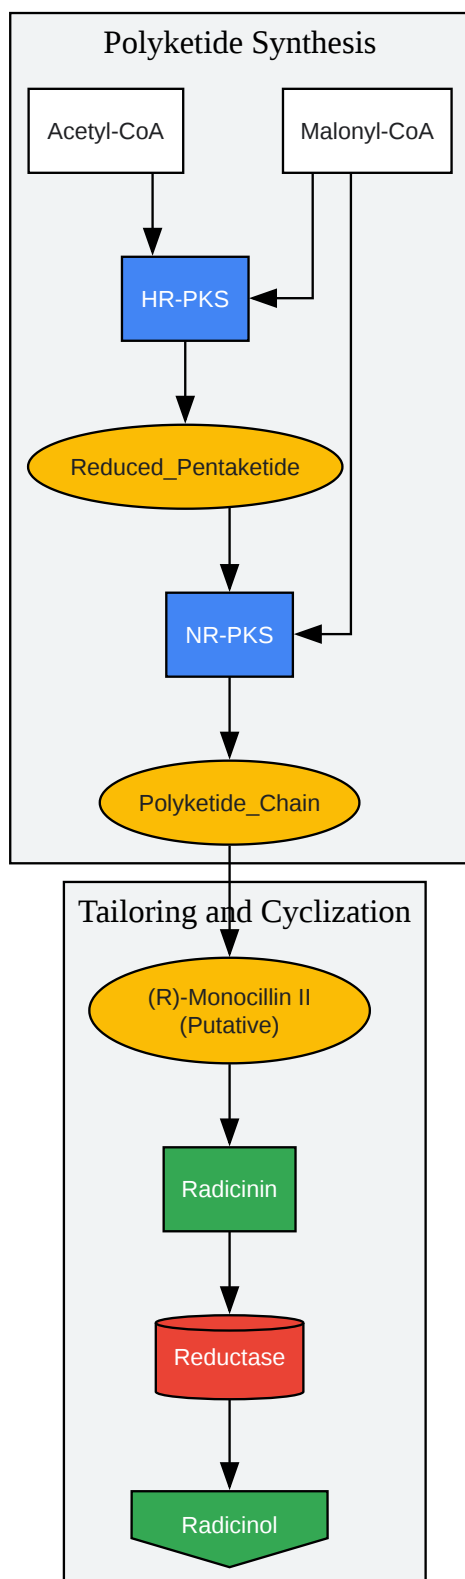 Polyketide Synthesis
Acetyl-CoA
Malonyl-CoA
HR-PKS
Reduced_Pentaketide
NR-PKS
Polyketide_Chain
Tailoring and Cyclization
(R)-Monocillin II
(Putative)
Radicinin
Reductase
Radicinol